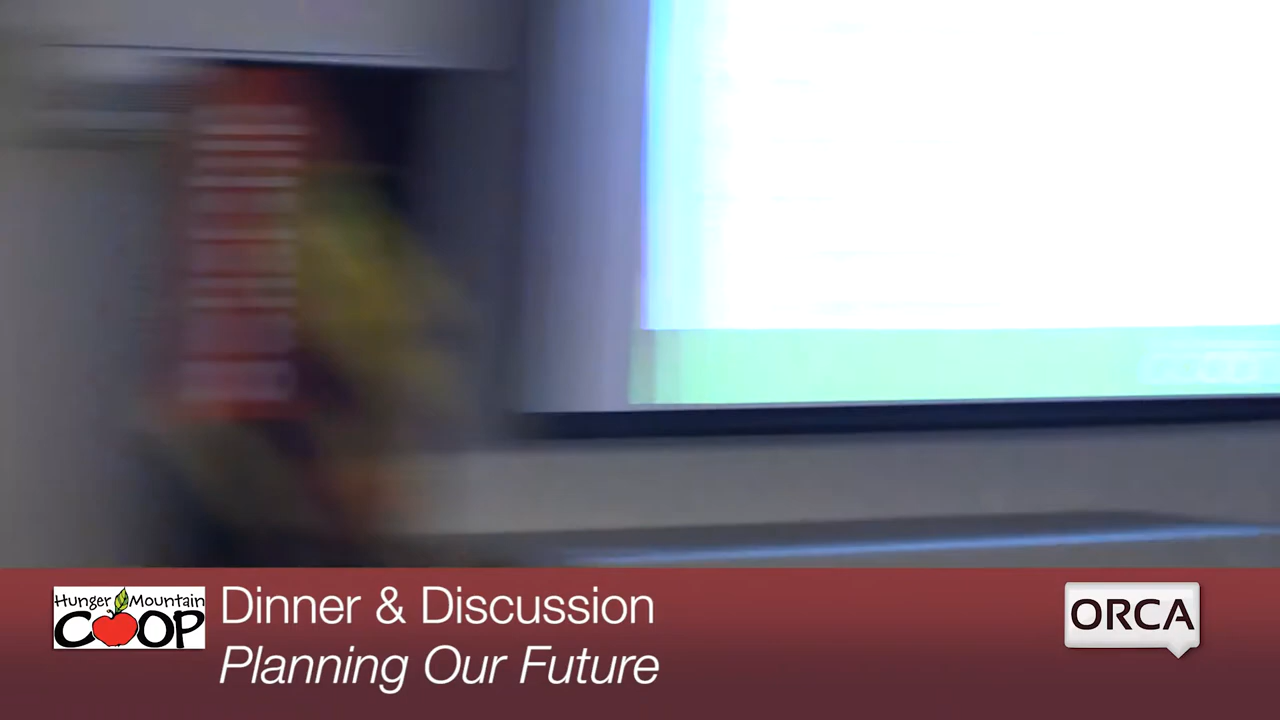 Hunger Mountain
COOP
Dinner & Discussion
Planning Our Future
ORCA